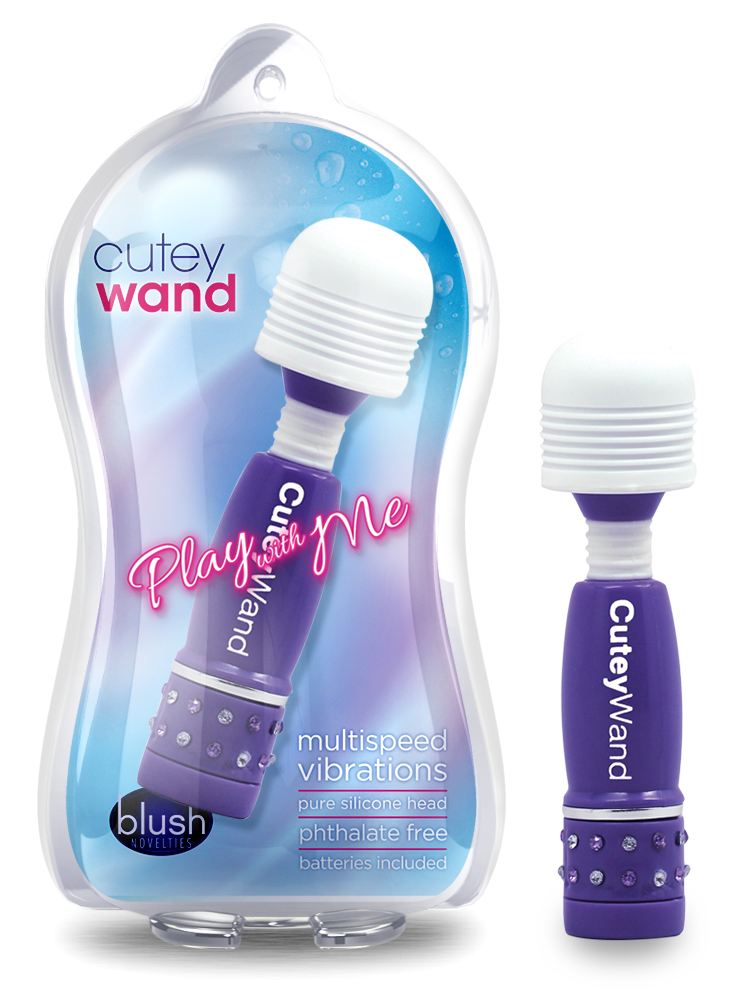 cutey
wand
CuteyWand
Play with Me
multispeed
vibrations
pure silicone head
phthalate free
batteries included
blush
NOVELTIES
CuteyWand